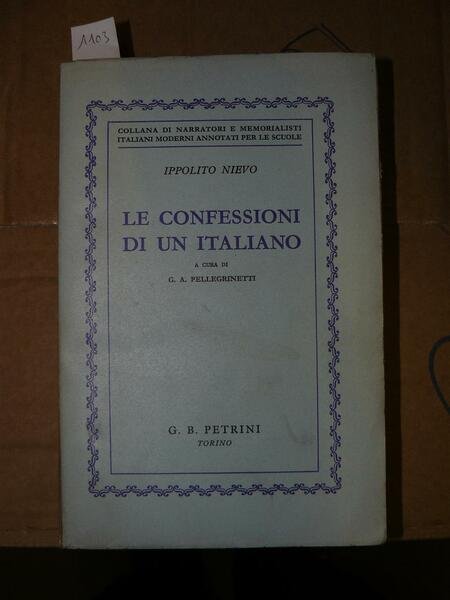 1103
COLLANA DI NARRATORI E MEMORIALISTI
ITALIANI MODERNI ANNOTATI PER LE SCUOLE
IPPOLITO NIEVO
LE CONFESSIONI
DI UN ITALIANO
A CURA DI
G. A. PELLEGRINETTI
G. B. PETRINI
TORINO